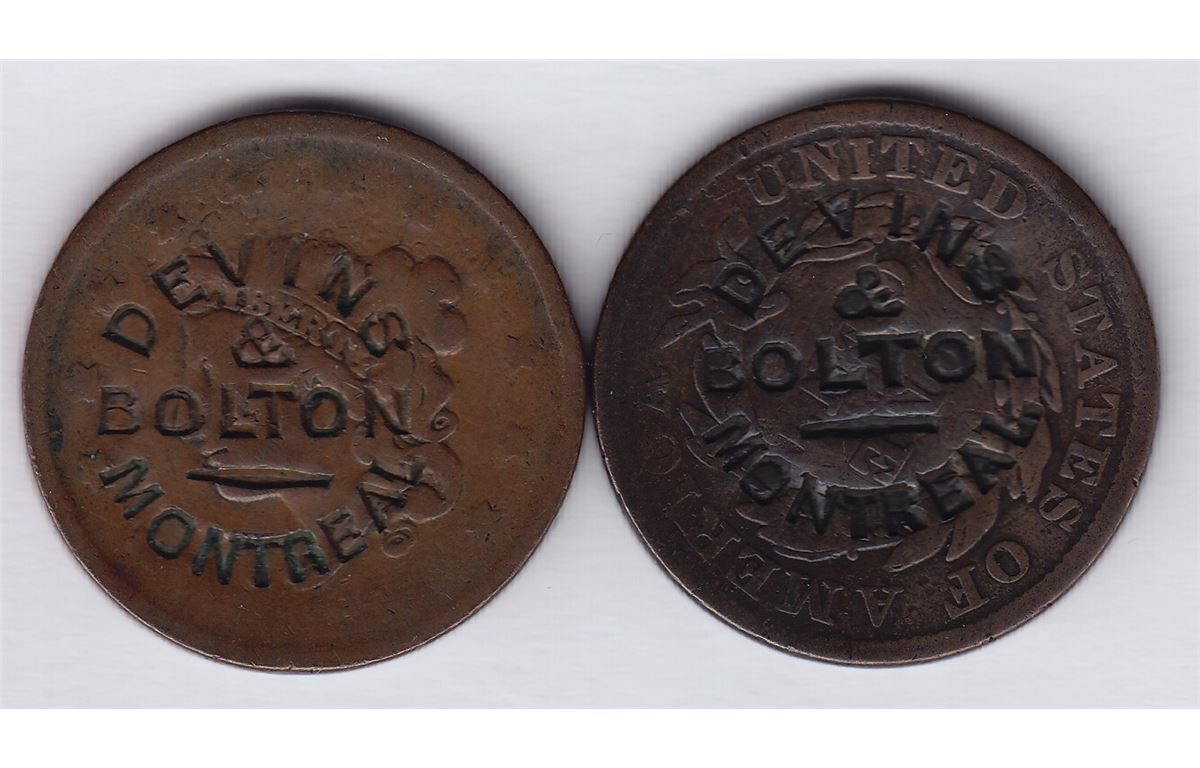 DEVINS
&
BOLTON
MONTREAL
LIBERTY
UNITED STATES OF AMERICA
DEVINS
&
BOLTON
MONTREAL